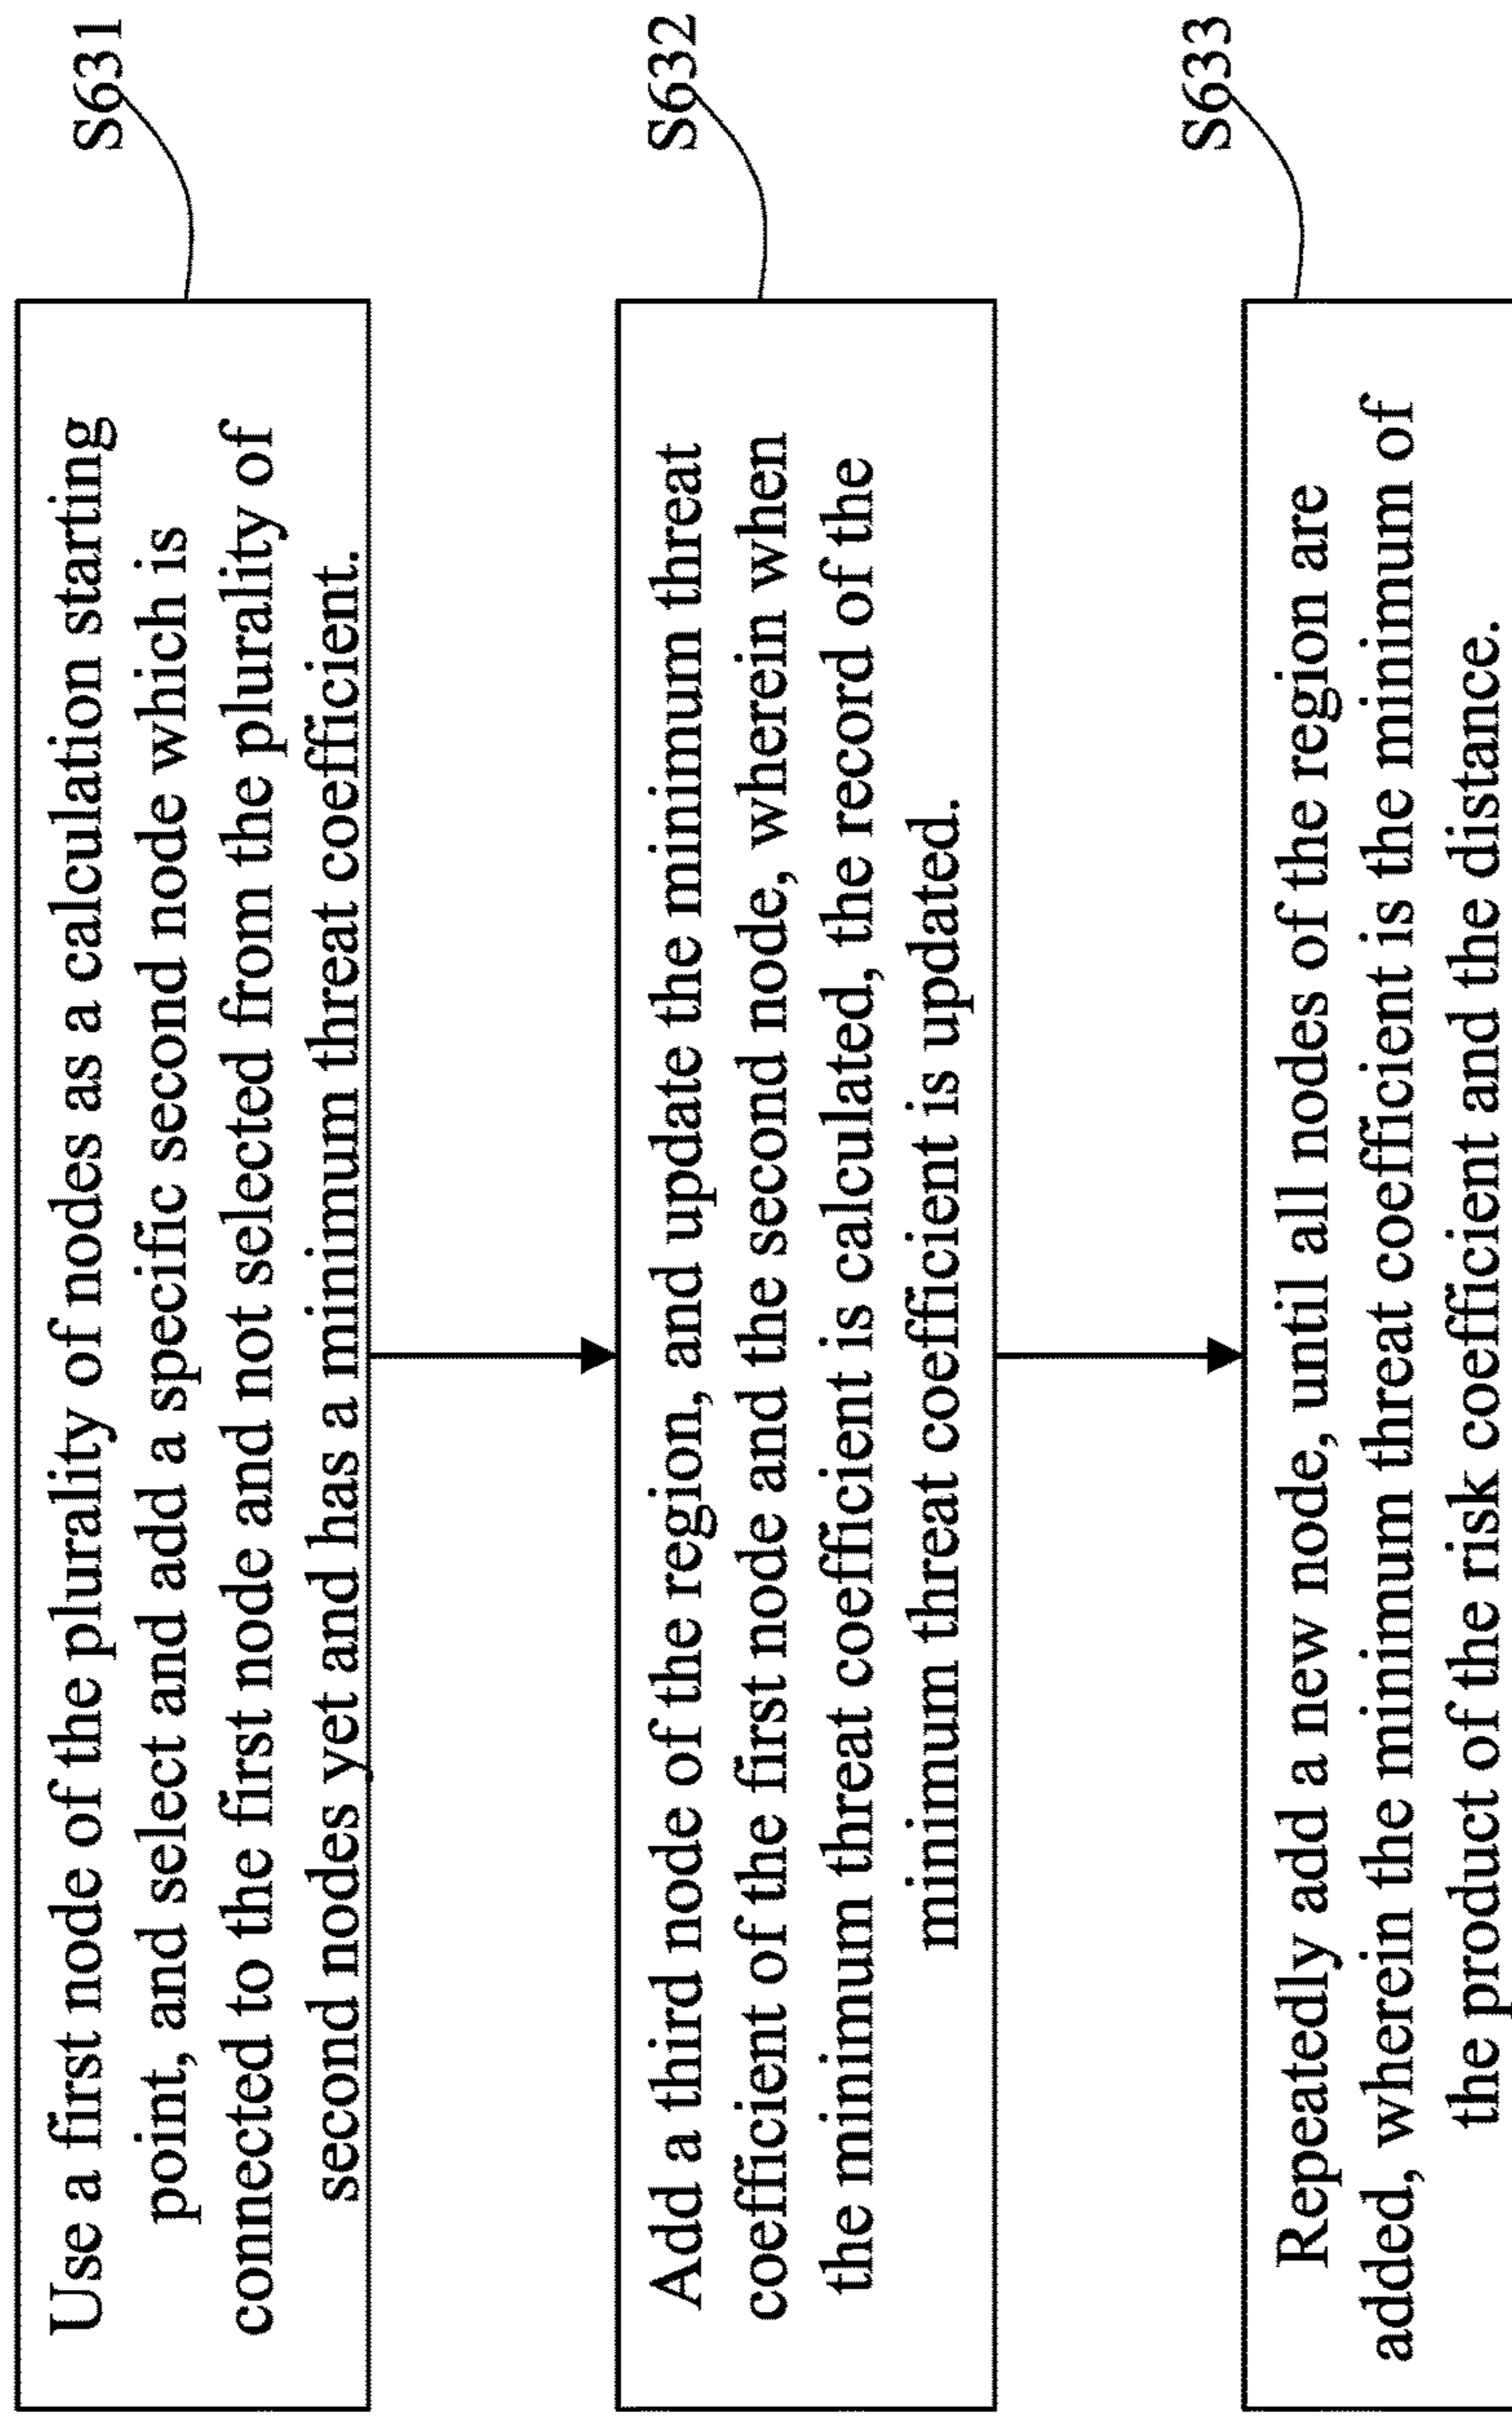 S631
Use a first node of the plurality of nodes as a calculation starting
point, and select and add a specific second node which is
connected to the first node and not selected from the plurality of
second nodes yet and has a minimum threat coefficient.
S632
Add a third node of the region, and update the minimum threat
coefficient of the first node and the second node, wherein when
the minimum threat coefficient is calculated, the record of the
minimum threat coefficient is updated.
S633
Repeatedly add a new node, until all nodes of the region are
added, wherein the minimum threat coefficient is the minimum of
the product of the risk coefficient and the distance.